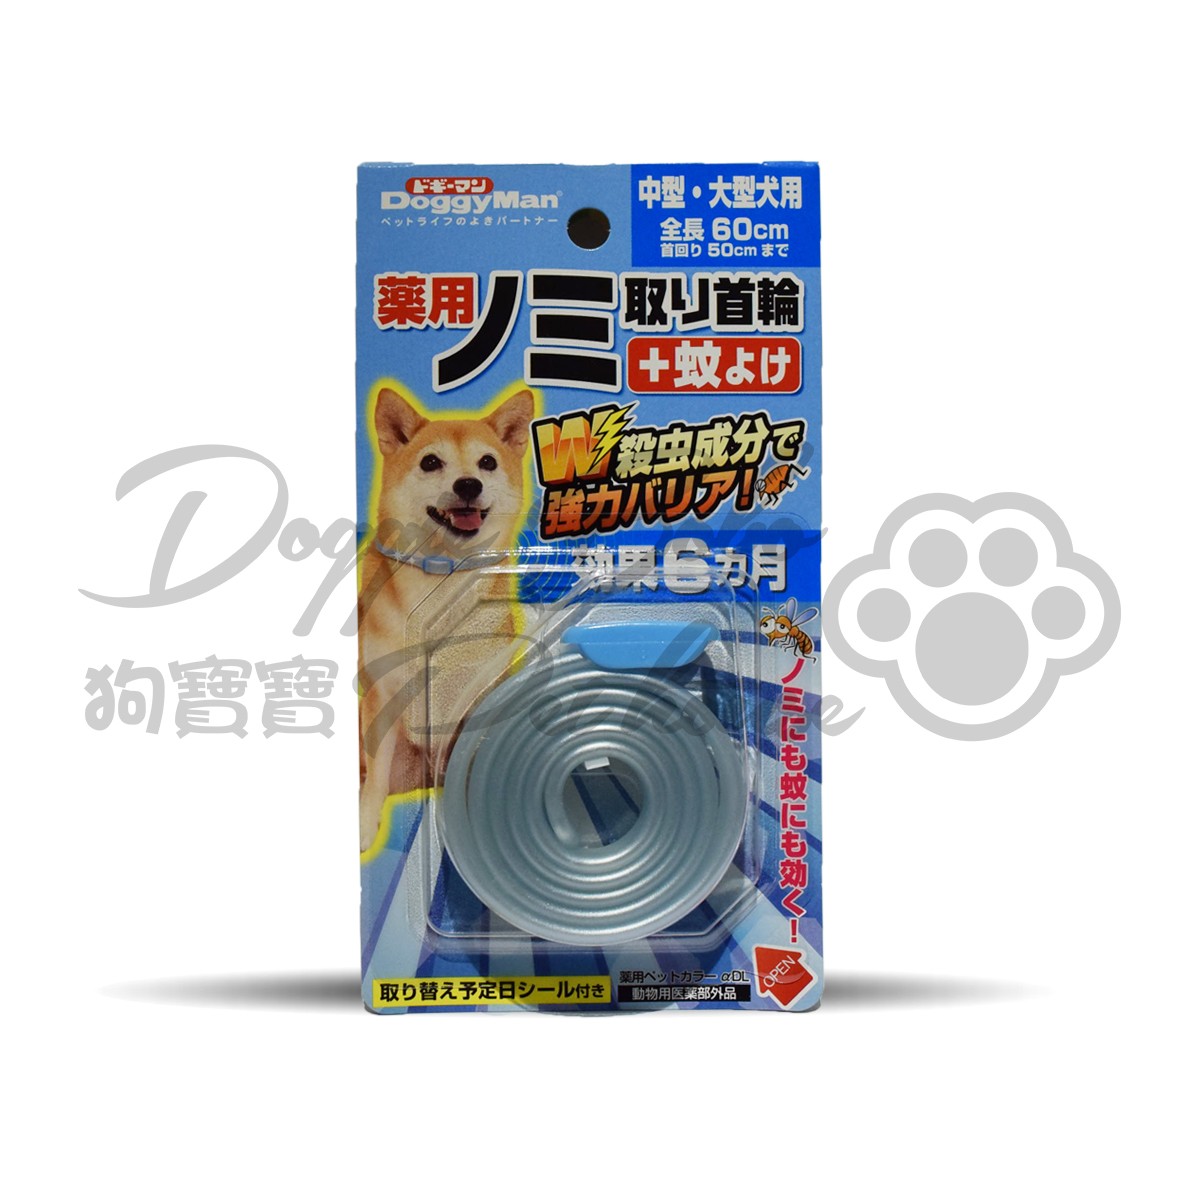 ドギーマン
DoggyMan®
ペットライフのよきパートナー
中型・大型犬用
全長 60cm
首回り 50cm まで
薬用ノミ取り首輪
+蚊よけ
W殺虫成分で
強力バリア!
効果6カ月
Doggy
狗寶寶
ノミにも蚊にも効く!
OPEN
取り替え予定日シール付き
薬用ペットカラー αDL
動物用医薬部外品